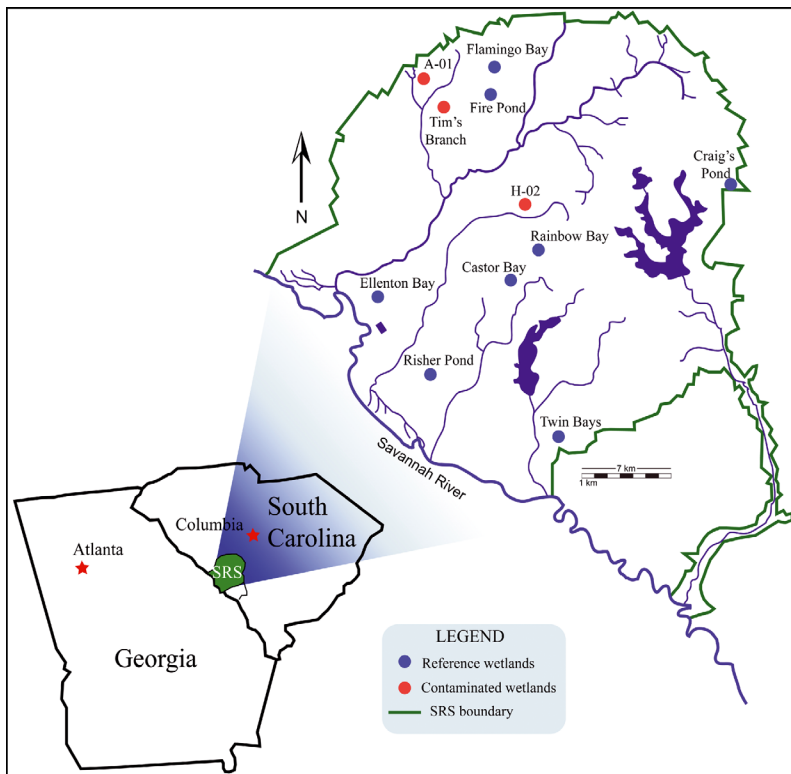 Flamingo Bay
A-01
Fire Pond
Tim's
Branch
Craig's
Pond
N
H-02
Rainbow Bay
Castor Bay
Ellenton Bay
Risher Pond
Twin Bays
Savannah River
7 km
1 km
South
Carolina
Columbia
Atlanta
SRS
Georgia
LEGEND
Reference wetlands
Contaminated wetlands
SRS boundary